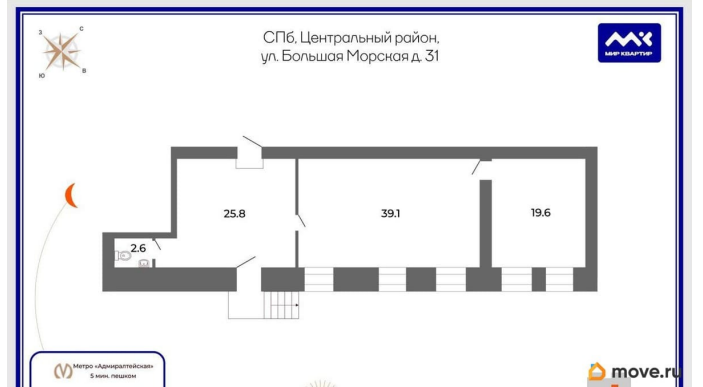 З
С
СПб, Центральный район,
ул. Большая Морская д. 31
МИР КВАРТИР
Ю
В
25.8
39.1
19.6
2.6
Метро «Адмиралтейская»
5 мин. пешком
move.ru